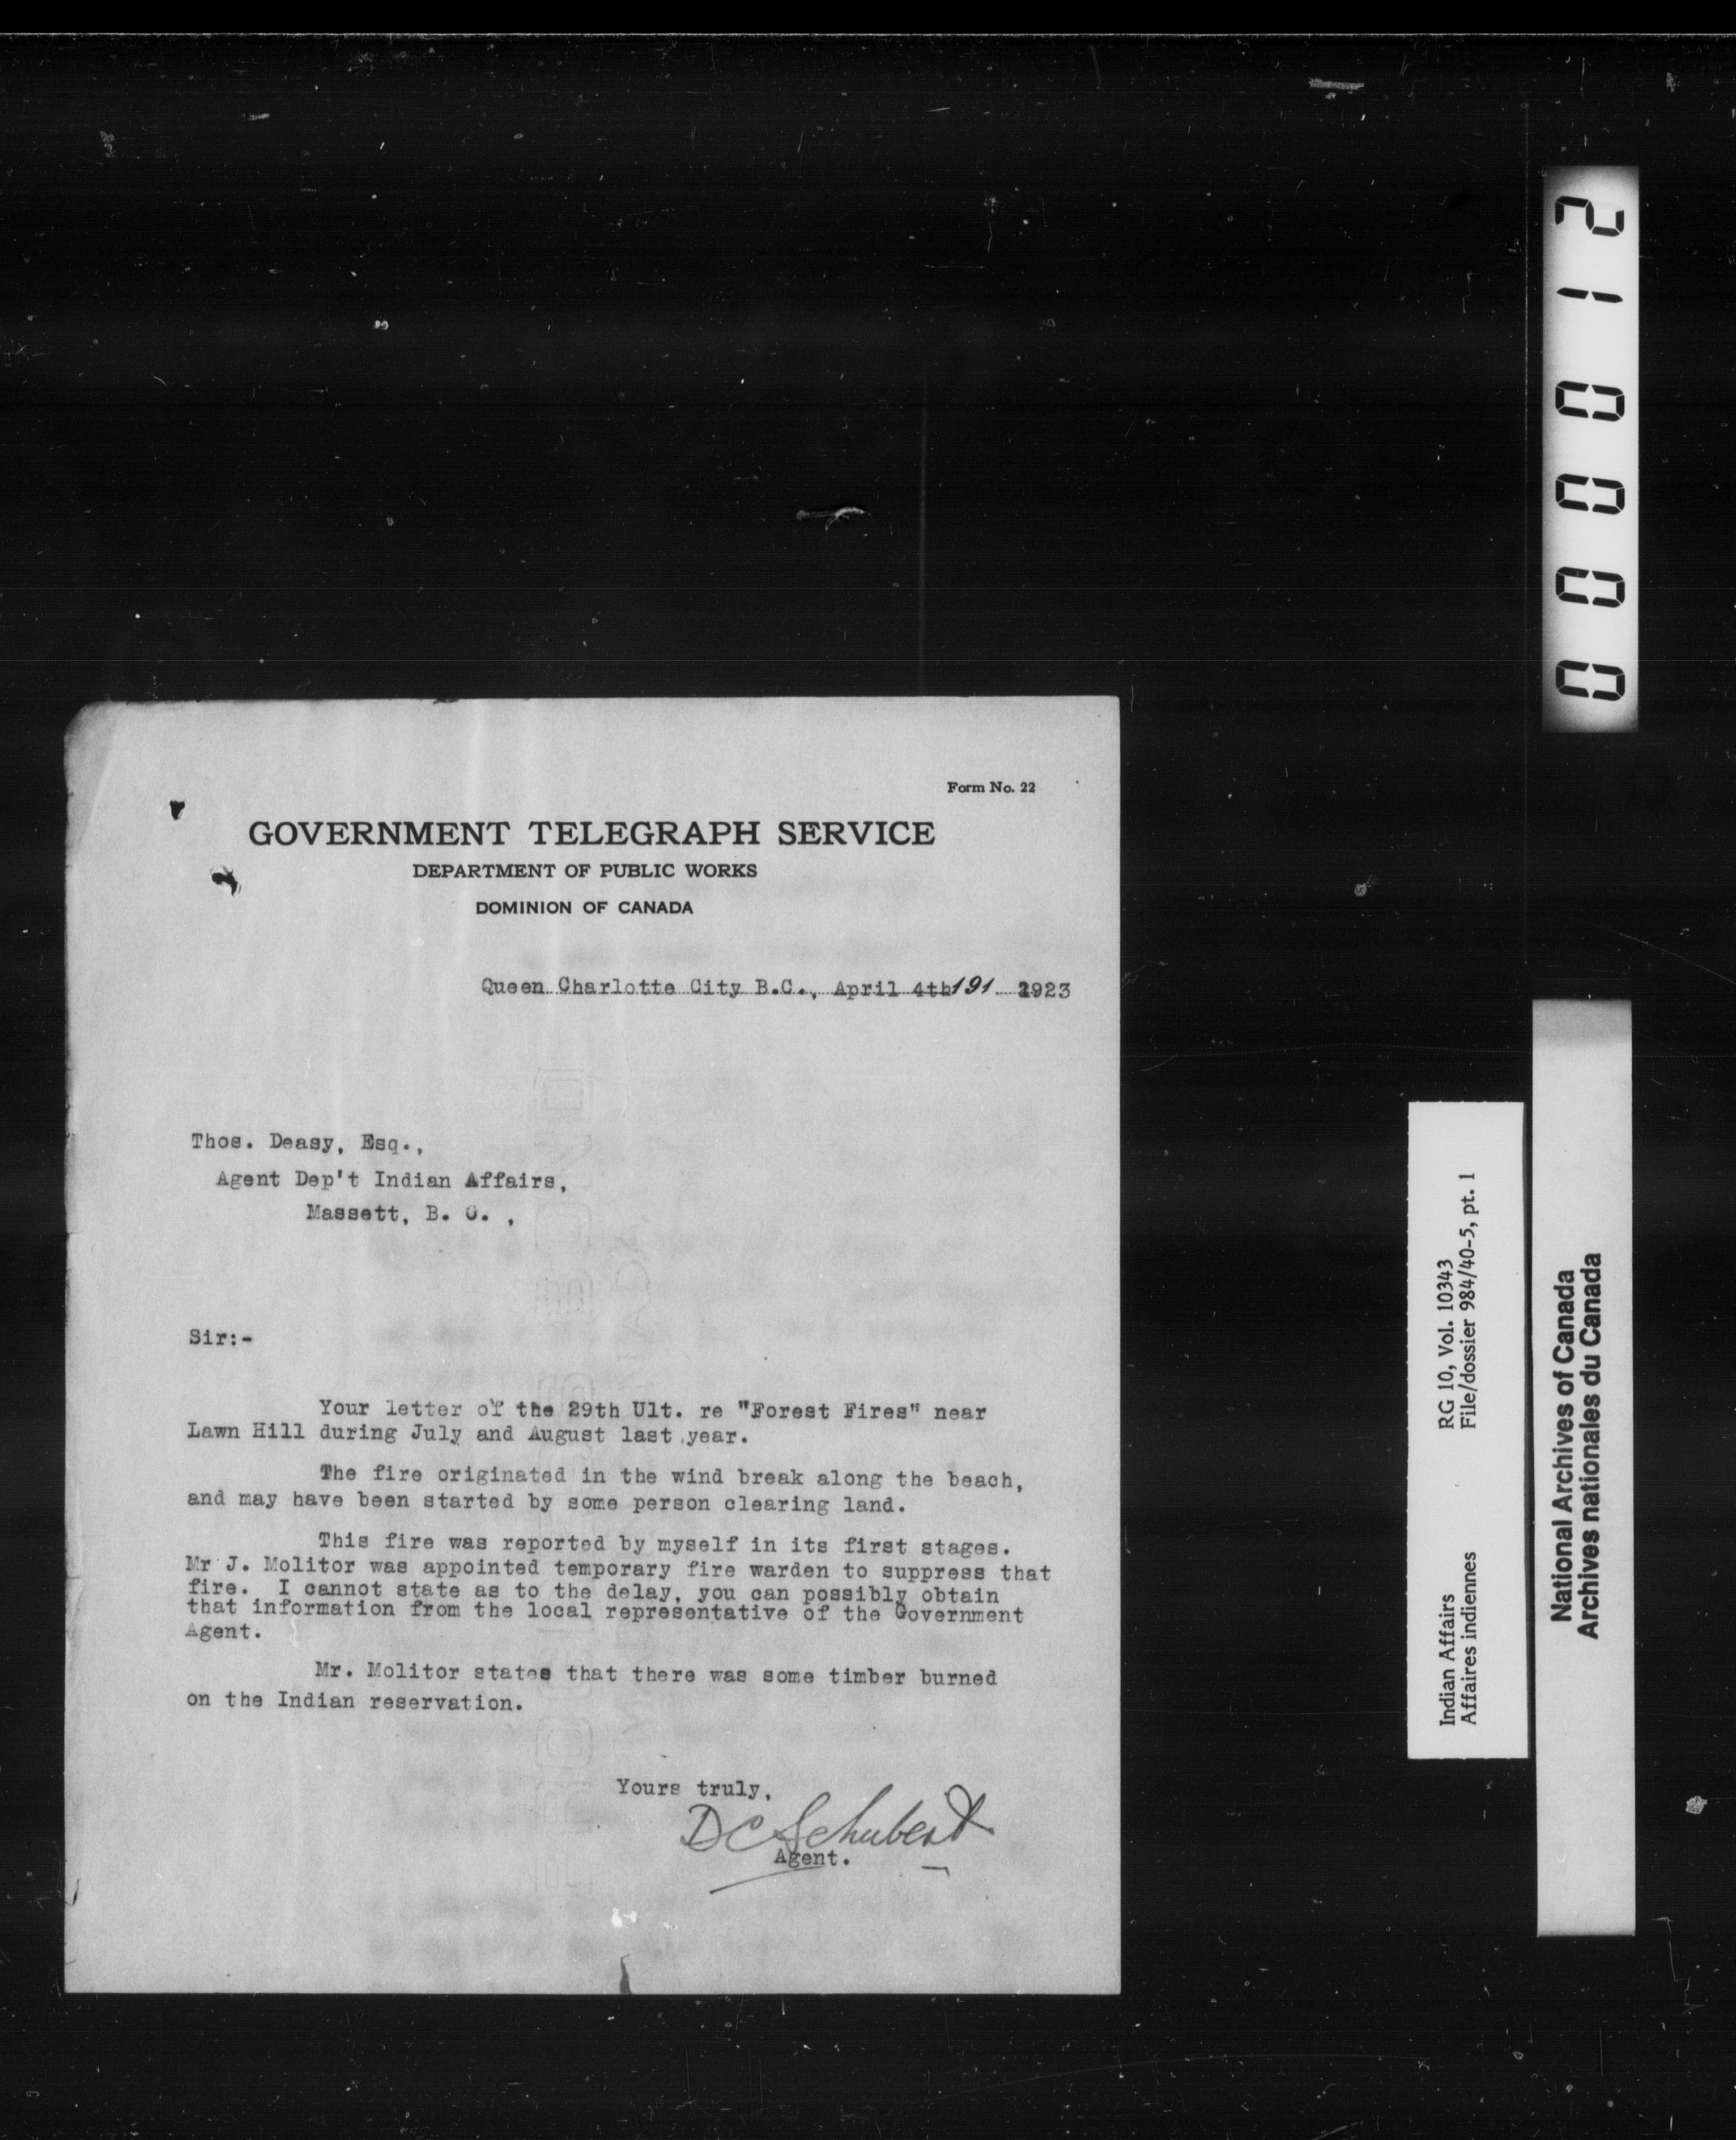 Form No. 22
GOVERNMENT TELEGRAPH SERVICE
DEPARTMENT OF PUBLIC WORKS
DOMINION OF CANADA
Queen Charlotte City B.C., April 4th 191 1923
Thos. Deasy, Esq.,
Agent Dep't Indian Affairs,
Massett, B. C. ,
Sir:-
Your letter of the 29th Ult. re "Forest Fires" near
Lawn Hill during July and August last year.
The fire originated in the wind break along the beach,
and may have been started by some person clearing land.
This fire was reported by myself in its first stages.
Mr J. Molitor was appointed temporary fire warden to suppress that
fire. I cannot state as to the delay, you can possibly obtain
that information from the local representative of the Government
Agent.
Mr. Molitor states that there was some timber burned
on the Indian reservation.
Yours truly,
DC Schubert
Agent.
000012
Indian Affairs RG 10, Vol. 10343
Affaires indiennes File/dossier 984/40-5, pt. 1
National Archives of Canada
Archives nationales du Canada